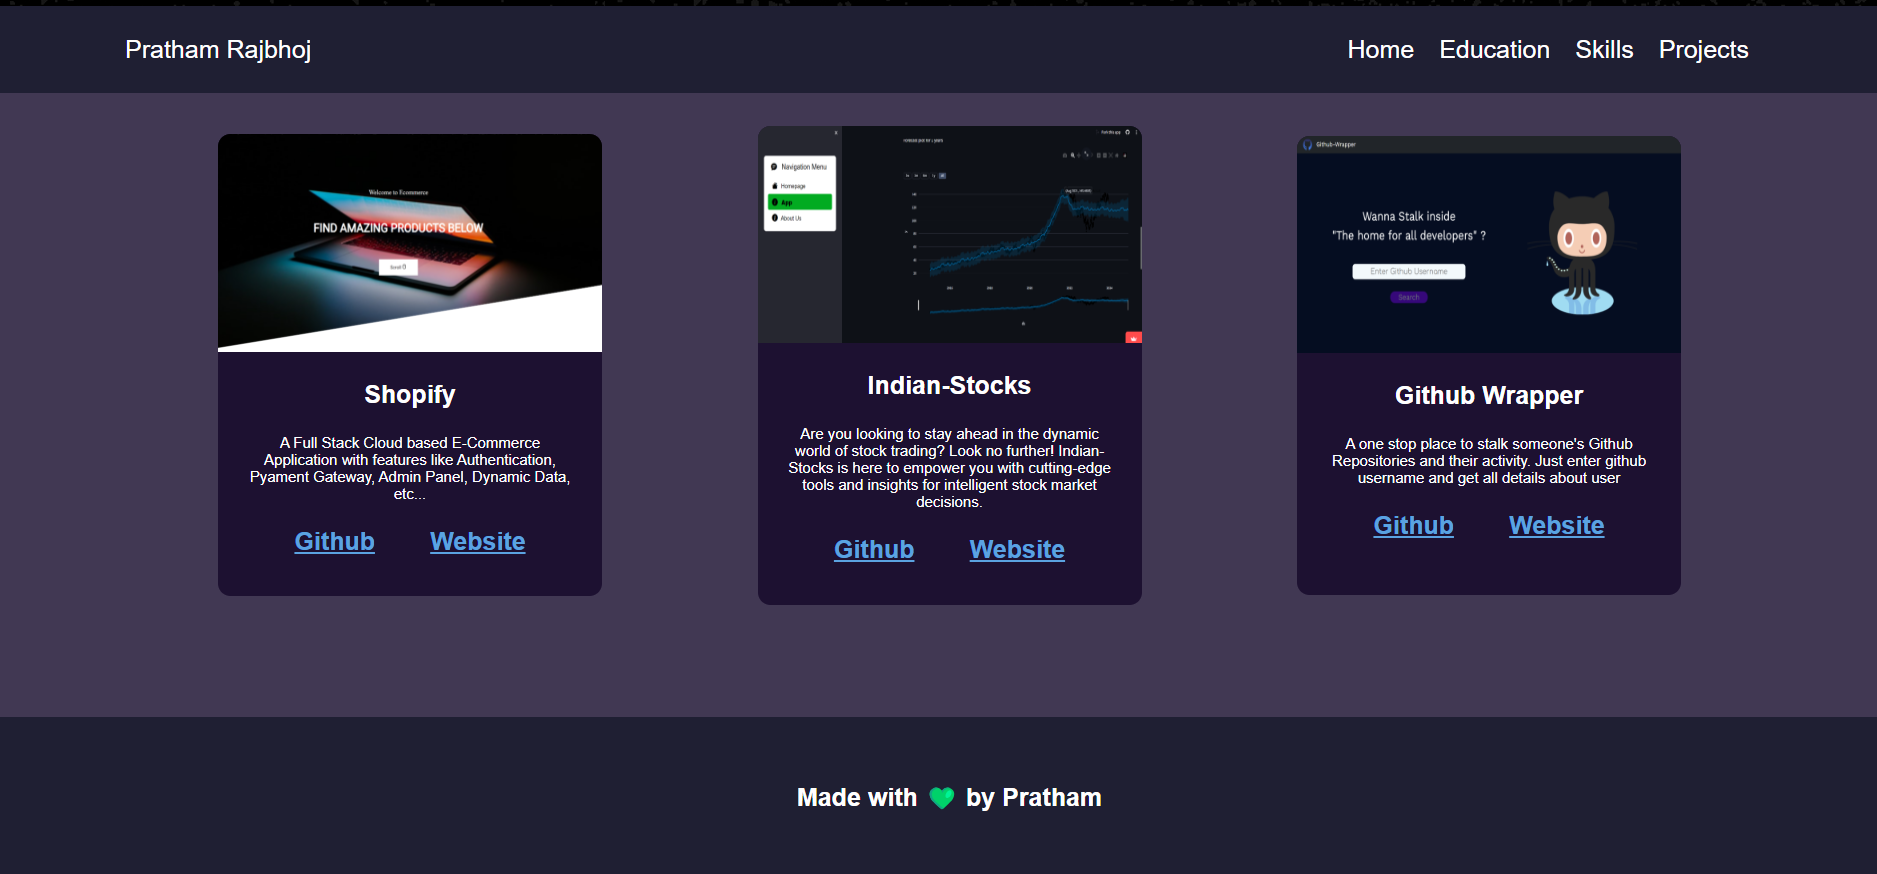 Pratham Rajbhoj
Home Education Skills Projects
Welcome to Ecommerce
FIND AMAZING PRODUCTS BELOW
Shopify
A Full Stack Cloud based E-Commerce
Application with features like Authentication,
Pyament Gateway, Admin Panel, Dynamic Data,
etc...
Github Website
Navigation Menu
Homepage
App
About Us
Indian-Stocks
Are you looking to stay ahead in the dynamic
world of stock trading? Look no further! Indian-
Stocks is here to empower you with cutting-edge
tools and insights for intelligent stock market
decisions.
Github Website
Github-Wrapper
Wanna Stalk inside
"The home for all developers" ?
Enter Github Username
Search
Github Wrapper
A one stop place to stalk someone's Github
Repositories and their activity. Just enter github
username and get all details about user
Github Website
Made with 💚 by Pratham